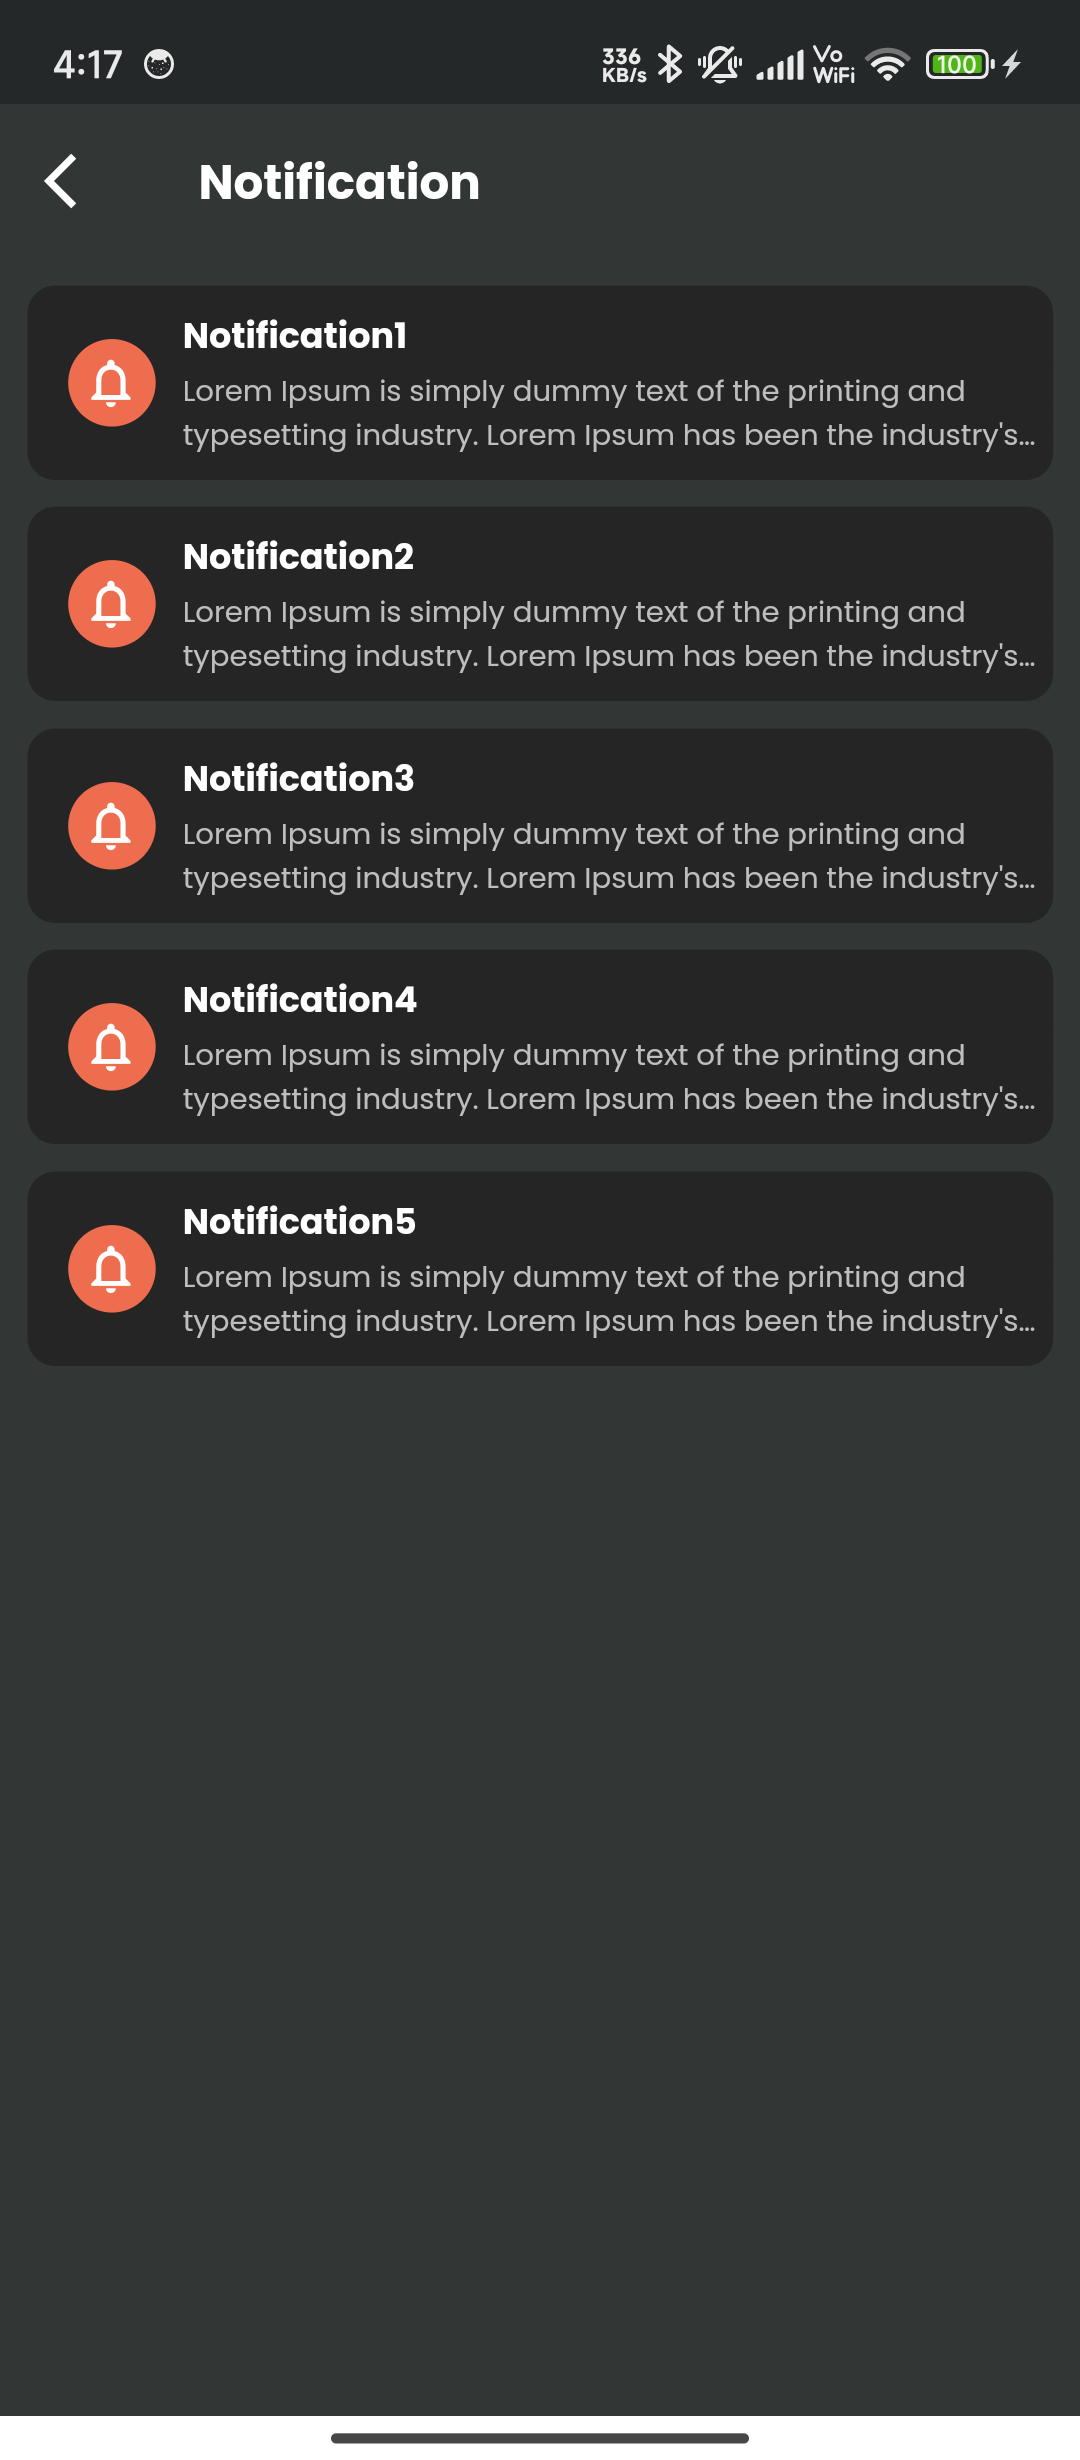 4:17
336
KB/s
Vo
WiFi
100
Notification
Notification1
Lorem Ipsum is simply dummy text of the printing and
typesetting industry. Lorem Ipsum has been the industry's...
Notification2
Lorem Ipsum is simply dummy text of the printing and
typesetting industry. Lorem Ipsum has been the industry's...
Notification3
Lorem Ipsum is simply dummy text of the printing and
typesetting industry. Lorem Ipsum has been the industry's...
Notification4
Lorem Ipsum is simply dummy text of the printing and
typesetting industry. Lorem Ipsum has been the industry's...
Notification5
Lorem Ipsum is simply dummy text of the printing and
typesetting industry. Lorem Ipsum has been the industry's...